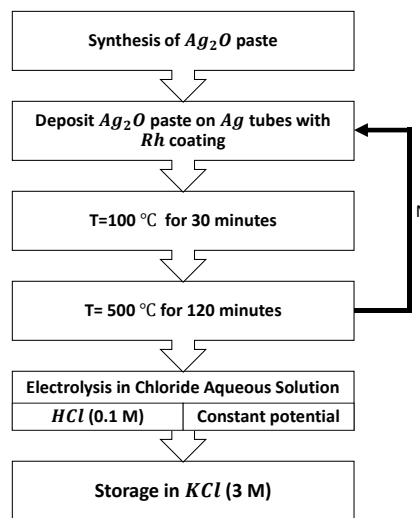 Synthesis of Ag₂O paste
Deposit Ag₂O paste on Ag tubes with
Rh coating
T=100 °C for 30 minutes
N
T= 500 °C for 120 minutes
Electrolysis in Chloride Aqueous Solution
HCl (0.1 M) Constant potential
Storage in KCl (3 M)